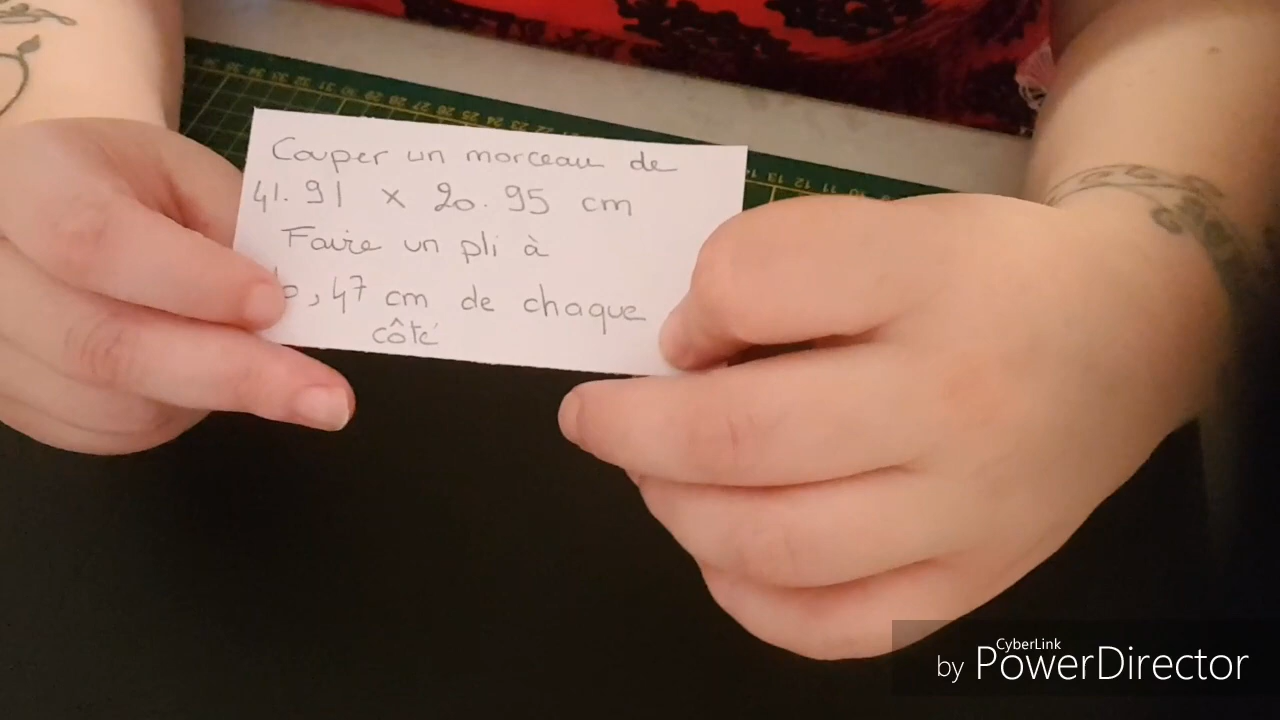 Couper un morceau de
41.91 x 20.95 cm
Faire un pli à
,47 cm de chaque
côté
CyberLink
by PowerDirector